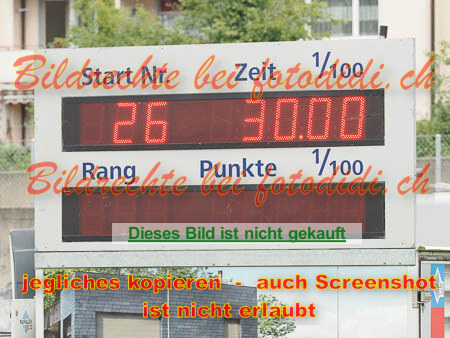 Bildrechte bei fotodidi.ch
Start Nr. Zeit 1/100
26 30.00
Bildrechte bei fotodidi.ch
Rang Punkte 1/100
Dieses Bild ist nicht gekauft
jegliches kopieren - auch Screenshot
ist nicht erlaubt